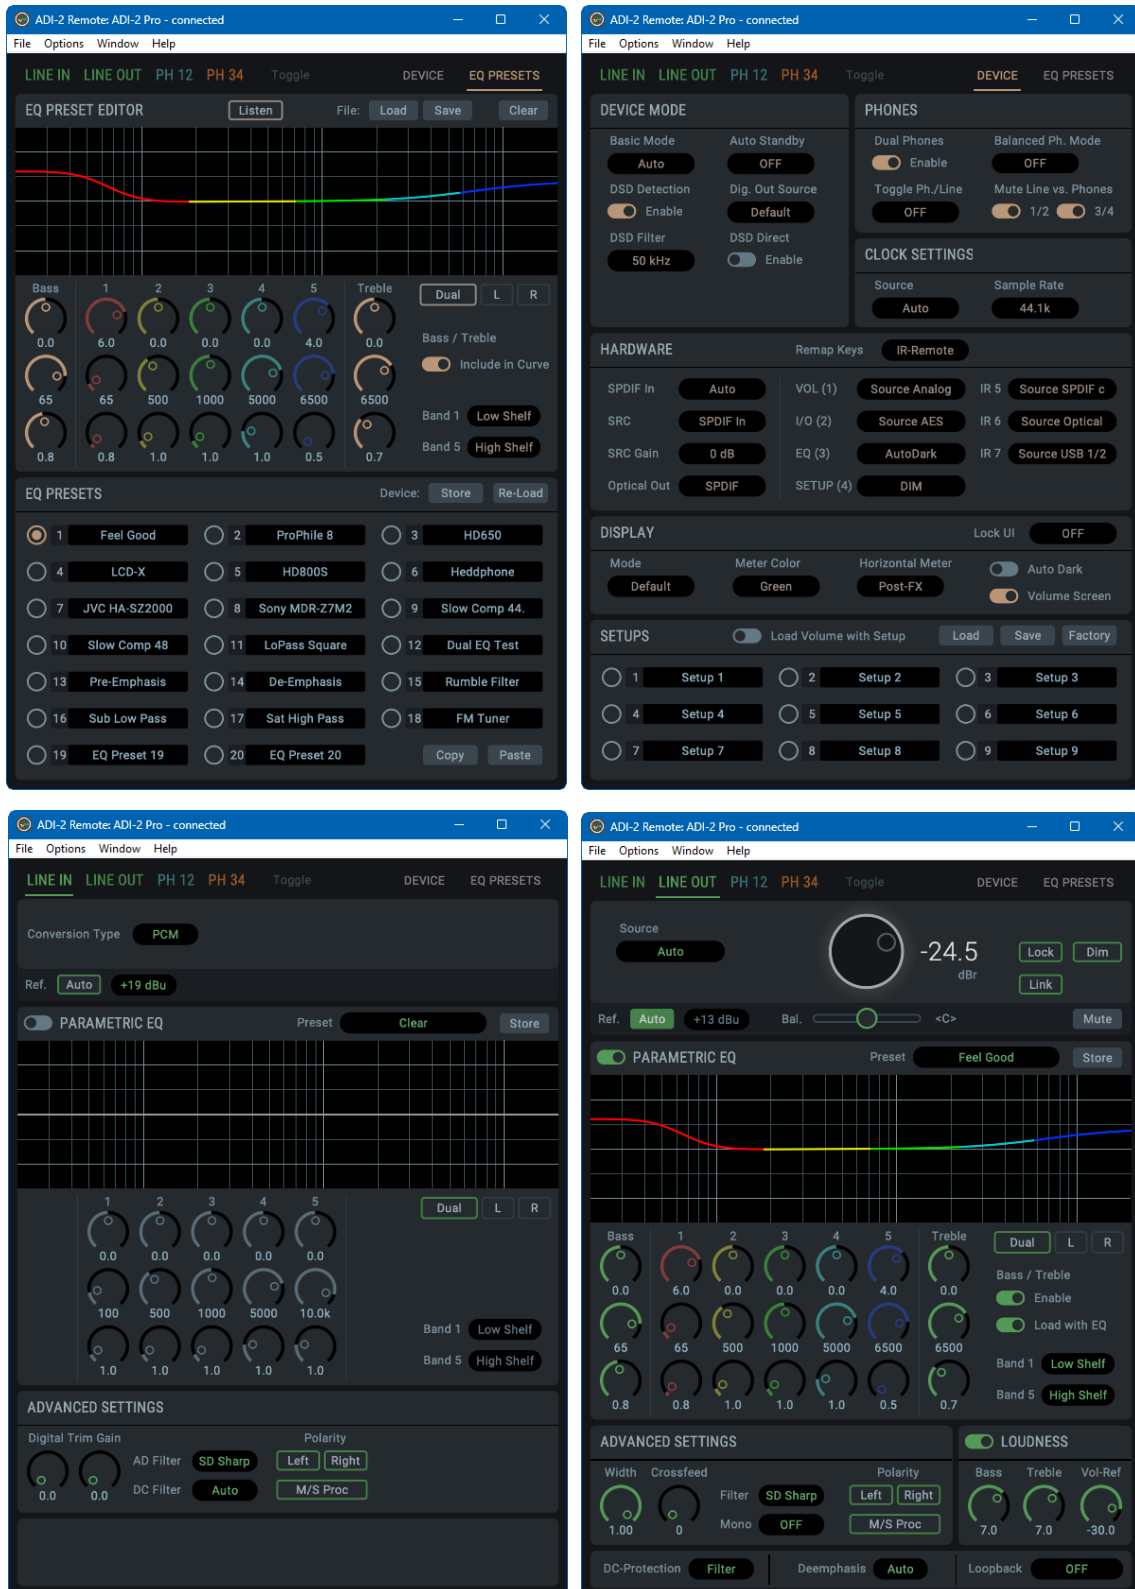 ADI-2 Remote: ADI-2 Pro - connected
File Options Window Help
LINE IN LINE OUT PH 12 PH 34 Toggle DEVICE EQ PRESETS
EQ PRESET EDITOR Listen File: Load Save Clear
Bass 1 2 3 4 5 Treble Dual L R
0.0 6.0 0.0 0.0 0.0 4.0 0.0
Bass / Treble
Include in Curve
65 65 500 1000 5000 6500 6500
Band 1 Low Shelf
Band 5 High Shelf
0.8 0.8 1.0 1.0 1.0 0.5 0.7
EQ PRESETS Device: Store Re-Load
1 Feel Good 2 ProPhile 8 3 HD650
4 LCD-X 5 HD800S 6 Heddphone
7 JVC HA-SZ2000 8 Sony MDR-Z7M2 9 Slow Comp 44.
10 Slow Comp 48 11 LoPass Square 12 Dual EQ Test
13 Pre-Emphasis 14 De-Emphasis 15 Rumble Filter
16 Sub Low Pass 17 Sat High Pass 18 FM Tuner
19 EQ Preset 19 20 EQ Preset 20 Copy Paste
ADI-2 Remote: ADI-2 Pro - connected
File Options Window Help
LINE IN LINE OUT PH 12 PH 34 Toggle DEVICE EQ PRESETS
DEVICE MODE
Basic Mode Auto Standby
Auto OFF
DSD Detection Dig. Out Source
Enable Default
DSD Filter DSD Direct
50 kHz Enable
PHONES
Dual Phones Balanced Ph. Mode
Enable OFF
Toggle Ph./Line Mute Line vs. Phones
OFF 1/2 3/4
CLOCK SETTINGS
Source Sample Rate
Auto 44.1k
HARDWARE Remap Keys IR-Remote
SPDIF In Auto VOL (1) Source Analog IR 5 Source SPDIF c
SRC SPDIF In I/O (2) Source AES IR 6 Source Optical
SRC Gain 0 dB EQ (3) AutoDark IR 7 Source USB 1/2
Optical Out SPDIF SETUP (4) DIM
DISPLAY Lock UI OFF
Mode Meter Color Horizontal Meter Auto Dark
Default Green Post-FX Volume Screen
SETUPS Load Volume with Setup Load Save Factory
1 Setup 1 2 Setup 2 3 Setup 3
4 Setup 4 5 Setup 5 6 Setup 6
7 Setup 7 8 Setup 8 9 Setup 9
ADI-2 Remote: ADI-2 Pro - connected
File Options Window Help
LINE IN LINE OUT PH 12 PH 34 Toggle DEVICE EQ PRESETS
Conversion Type PCM
Ref. Auto +19 dBu
PARAMETRIC EQ Preset Clear Store
1 2 3 4 5 Dual L R
0.0 0.0 0.0 0.0 0.0
100 500 1000 5000 10.0k
Band 1 Low Shelf
Band 5 High Shelf
1.0 1.0 1.0 1.0 1.0
ADVANCED SETTINGS
Digital Trim Gain Polarity
AD Filter SD Sharp Left Right
DC Filter Auto M/S Proc
0.0 0.0
ADI-2 Remote: ADI-2 Pro - connected
File Options Window Help
LINE IN LINE OUT PH 12 PH 34 Toggle DEVICE EQ PRESETS
Source
Auto -24.5 Lock Dim
dBr
Link
Ref. Auto +13 dBu Bal. <C> Mute
PARAMETRIC EQ Preset Feel Good Store
Bass 1 2 3 4 5 Treble Dual L R
Bass / Treble
0.0 6.0 0.0 0.0 0.0 4.0 0.0 Enable
Load with EQ
65 65 500 1000 5000 6500 6500
Band 1 Low Shelf
Band 5 High Shelf
0.8 0.8 1.0 1.0 1.0 0.5 0.7
ADVANCED SETTINGS
Width Crossfeed Polarity
Filter SD Sharp Left Right
Mono OFF M/S Proc
1.00 0
LOUDNESS
Bass Treble Vol-Ref
7.0 7.0 -30.0
DC-Protection Filter Deemphasis Auto Loopback OFF